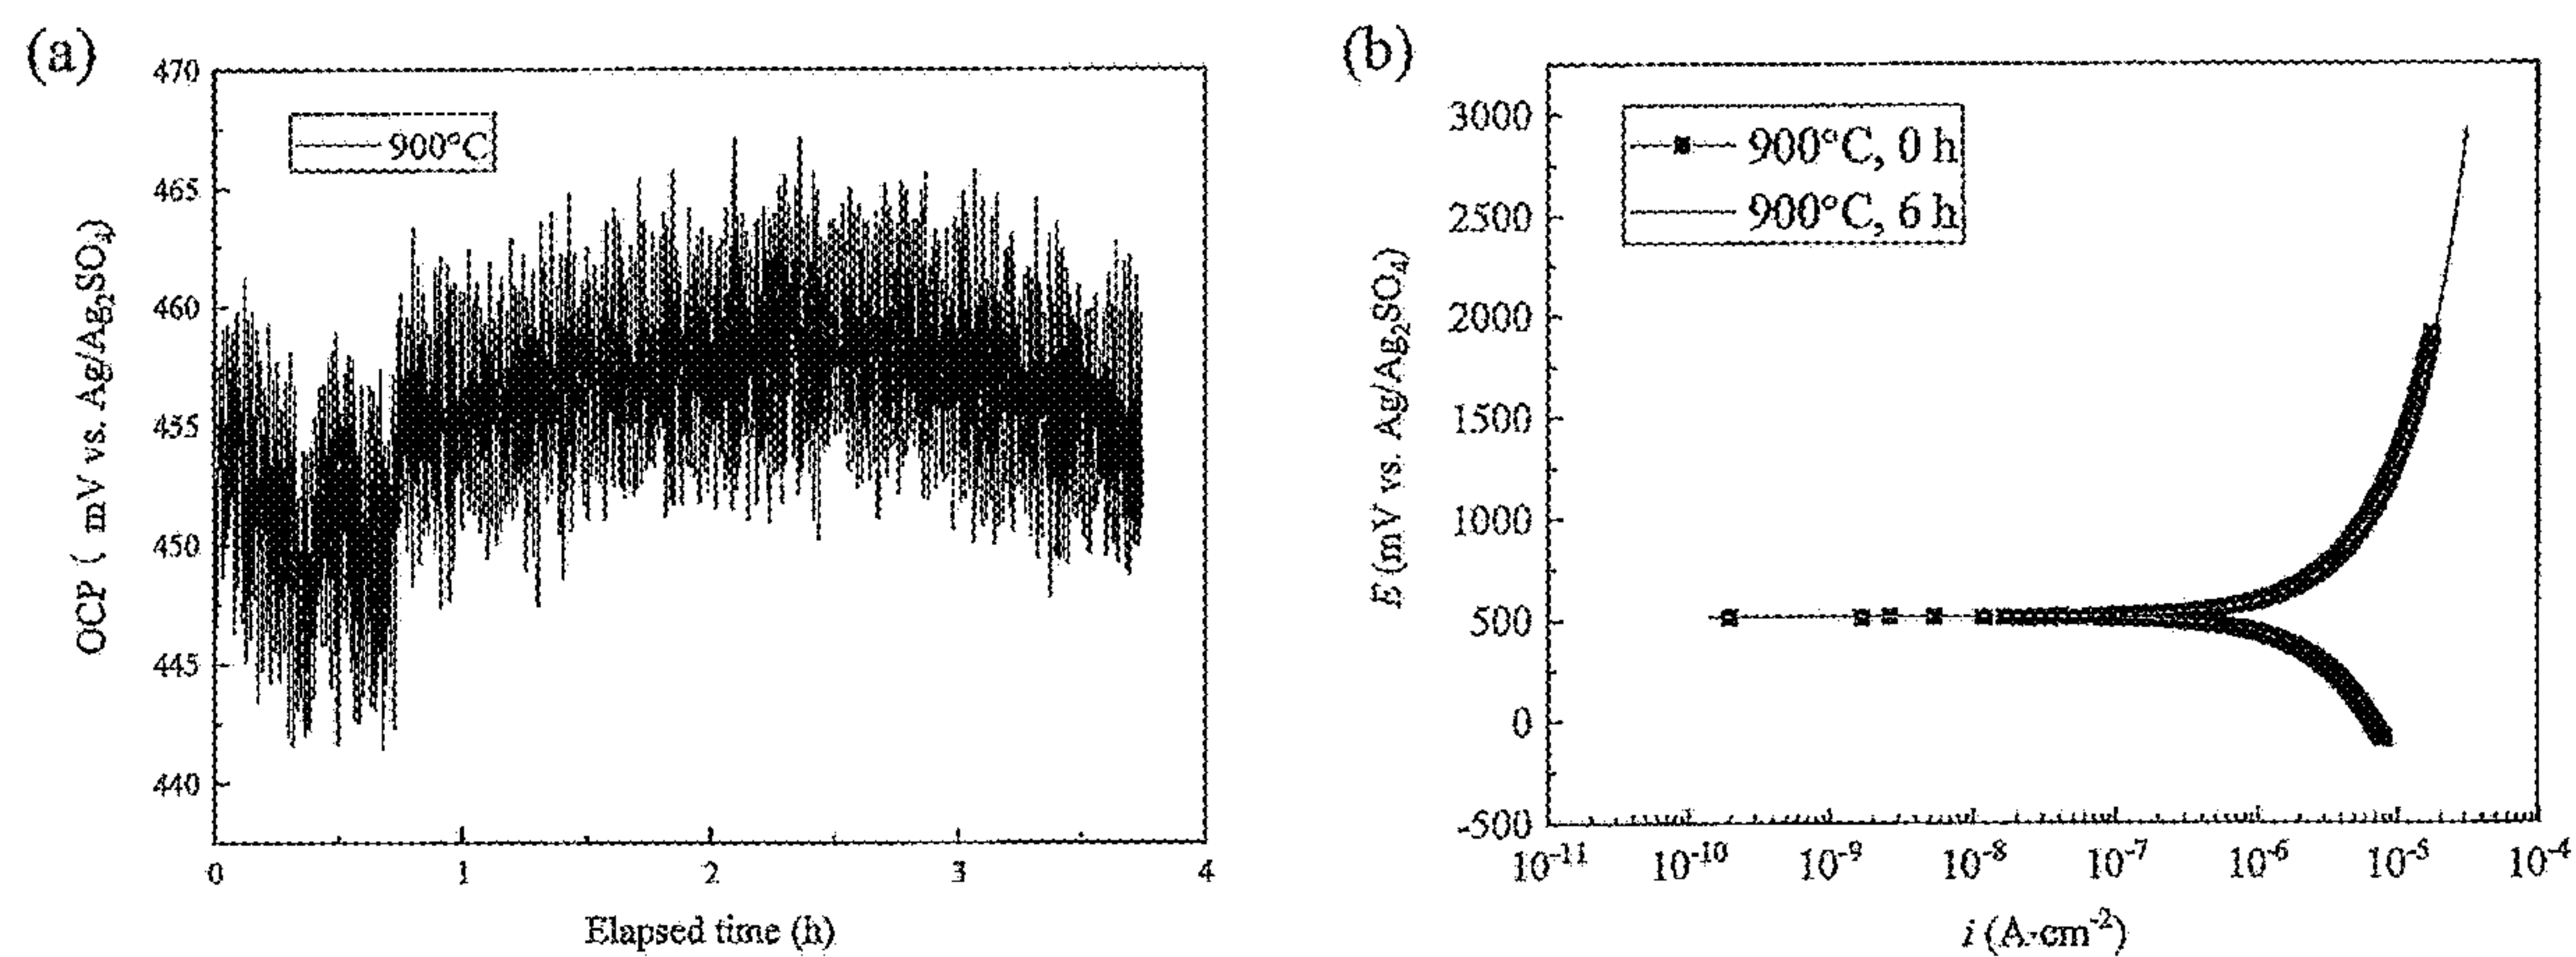 (a)
470
465
460
455
450
445
440
OCP ( mV vs. Ag/Ag₂SO₄)
900°C
0 1 2 3 4
Elapsed time (h)
(b)
3000
2500
2000
1500
1000
500
0
-500
E (mV vs. Ag/Ag₂SO₄)
900°C, 0 h
900°C, 6 h
10⁻¹¹ 10⁻¹⁰ 10⁻⁹ 10⁻⁸ 10⁻⁷ 10⁻⁶ 10⁻⁵ 10⁻⁴
i (A·cm⁻²)